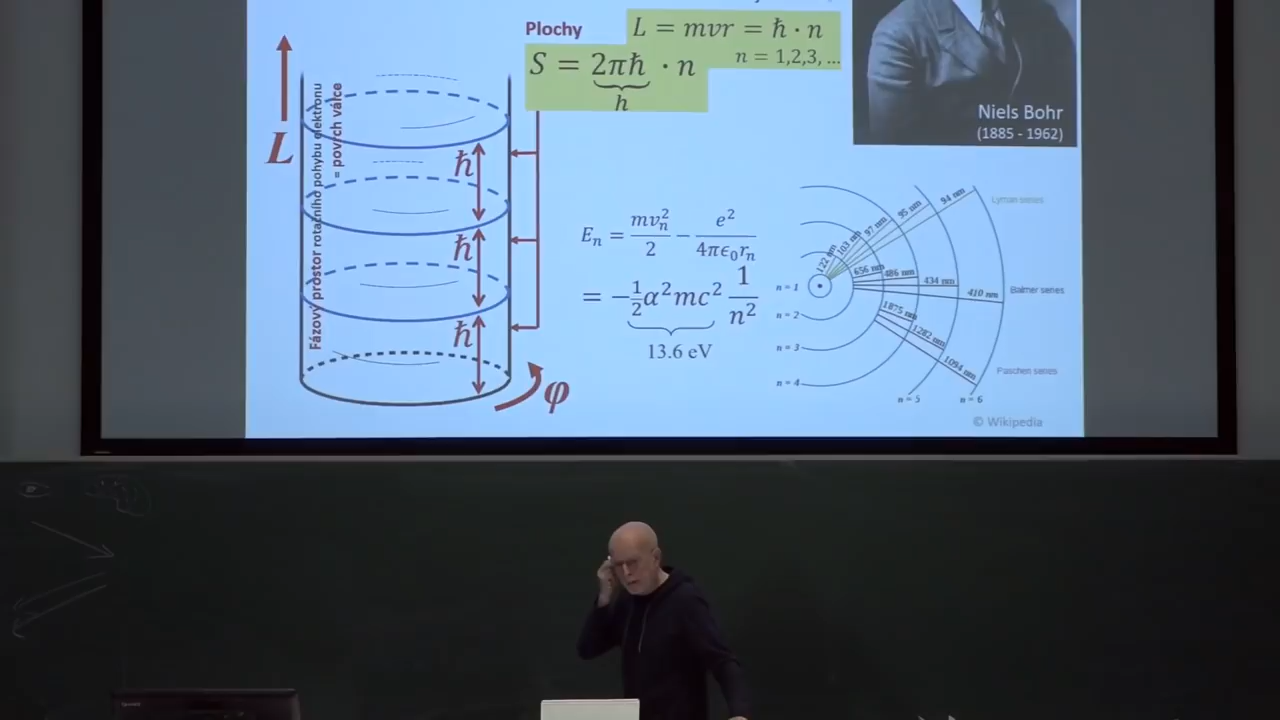 Plochy
L = mvr = ħ · n
n = 1,2,3, ...
S = 2πħ · n
h
Niels Bohr
(1885 - 1962)
L
Fázový prostor rotačního pohybu elektronu
= povrch válce
ħ
ħ
ħ
φ
E_n = mv_n²/2 − e²/4πϵ₀r_n
= −½α²mc² 1/n²
13.6 eV
122 nm
103 nm
97 nm
95 nm
94 nm
Lyman series
656 nm
486 nm
434 nm
410 nm
Balmer series
1875 nm
1282 nm
1094 nm
Paschen series
n = 1
n = 2
n = 3
n = 4
n = 5
n = 6
© Wikipedia